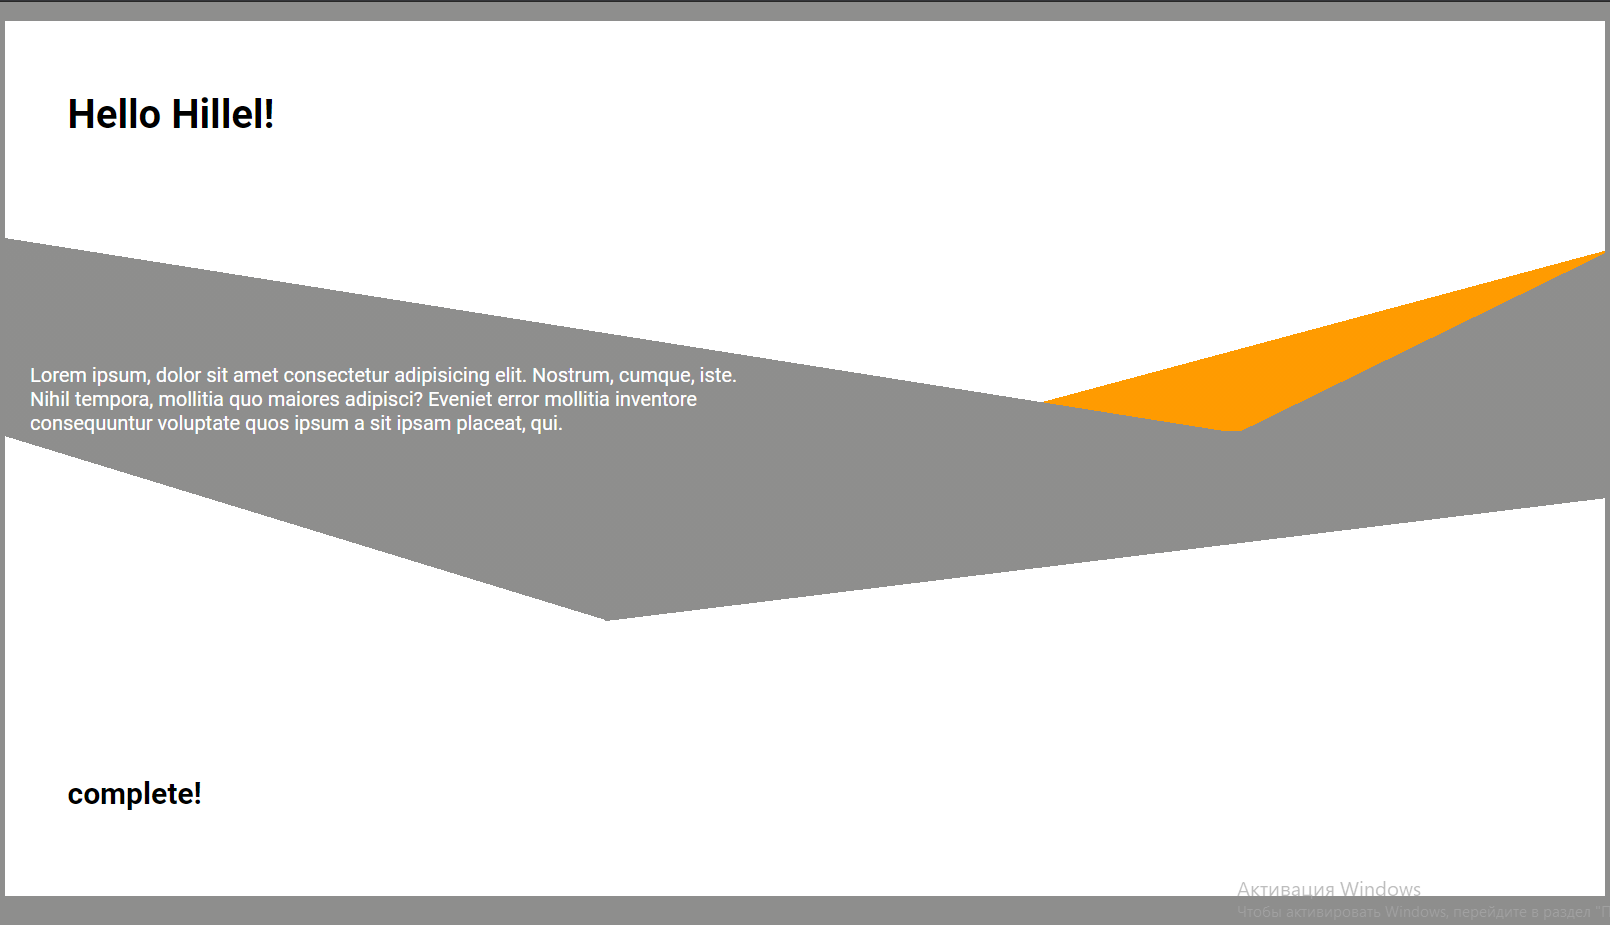 Hello Hillel!
Lorem ipsum, dolor sit amet consectetur adipisicing elit. Nostrum, cumque, iste.
Nihil tempora, mollitia quo maiores adipisci? Eveniet error mollitia inventore
consequuntur voluptate quos ipsum a sit ipsam placeat, qui.
complete!
Активация Windows
Чтобы активировать Windows, перейдите в раздел "П